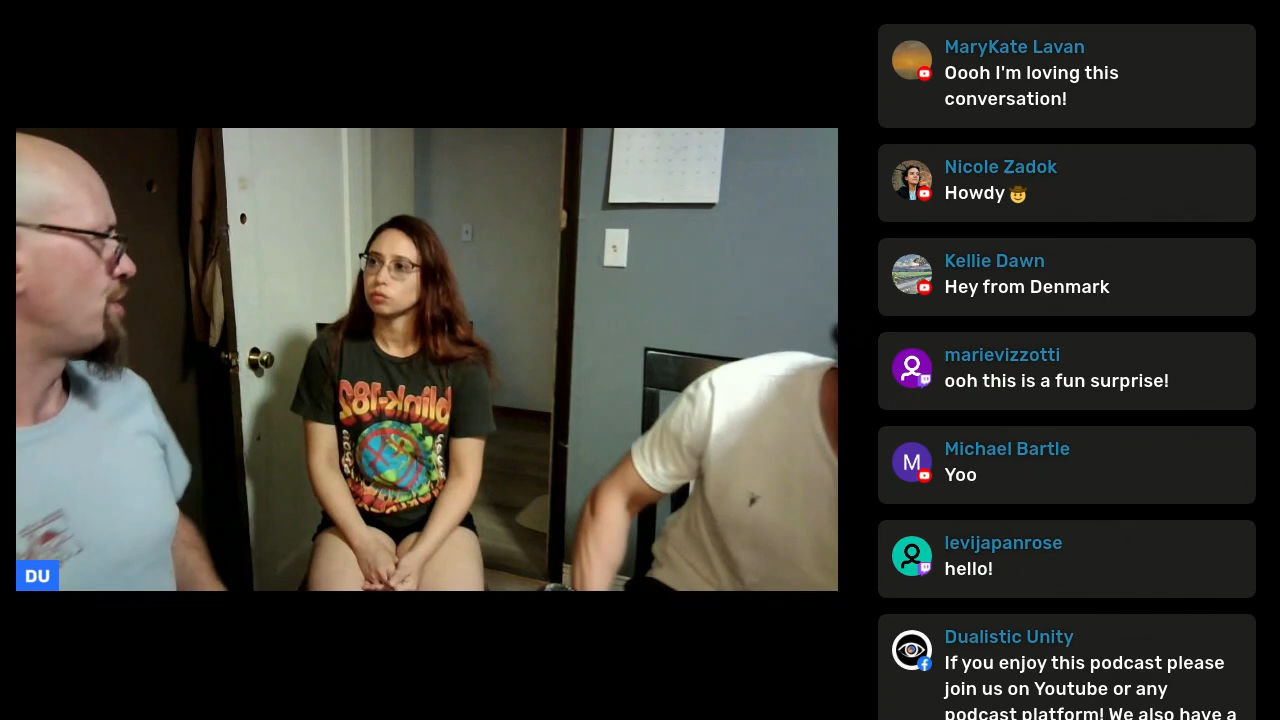 blink-182
DU
MaryKate Lavan
Oooh I'm loving this
conversation!
Nicole Zadok
Howdy 🤠
Kellie Dawn
Hey from Denmark
marievizzotti
ooh this is a fun surprise!
M
Michael Bartle
Yoo
levijapanrose
hello!
Dualistic Unity
If you enjoy this podcast please
join us on Youtube or any
podcast platform! We also have a